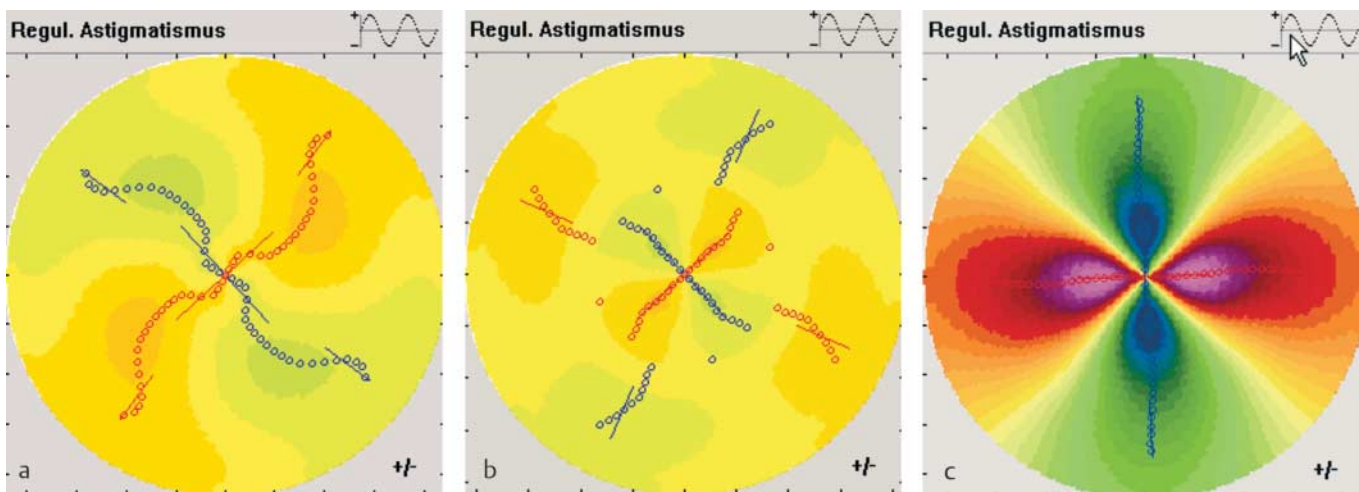 Regul. Astigmatismus
+
−
a
+/-
Regul. Astigmatismus
+
−
b
+/-
Regul. Astigmatismus
+
−
c
+/-